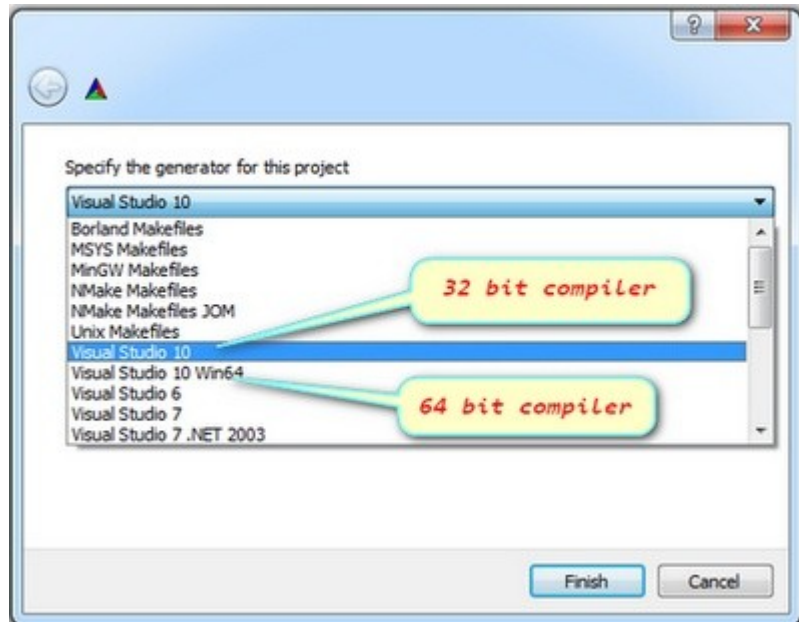 Specify the generator for this project
Visual Studio 10
Borland Makefiles
MSYS Makefiles
MinGW Makefiles
NMake Makefiles
NMake Makefiles JOM
Unix Makefiles
Visual Studio 10
Visual Studio 10 Win64
Visual Studio 6
Visual Studio 7
Visual Studio 7 .NET 2003
32 bit compiler
64 bit compiler
Finish Cancel